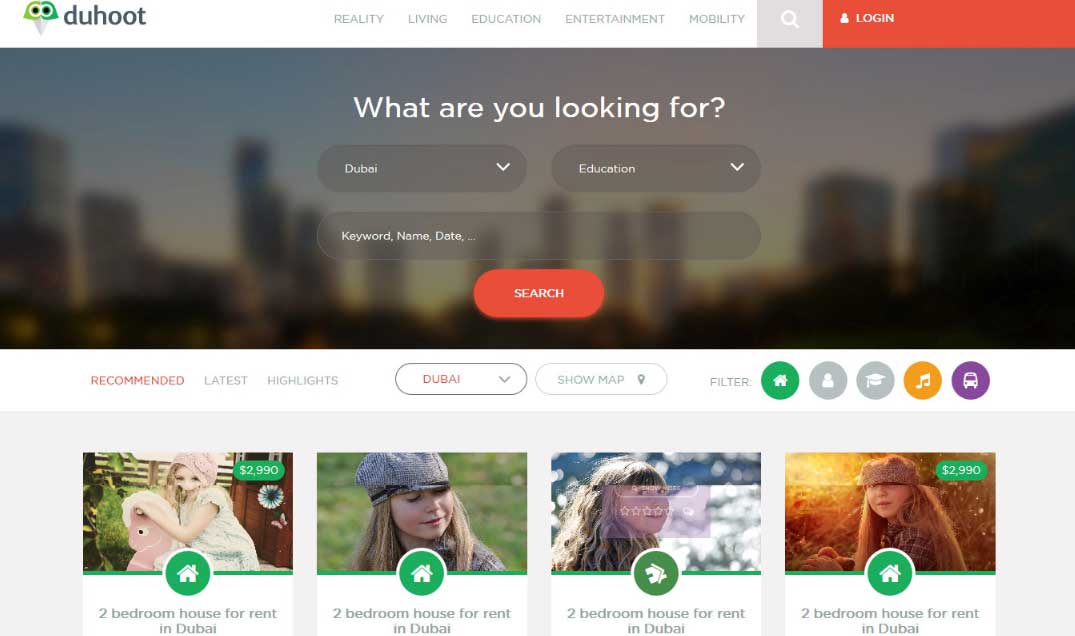 duhoot
REALITY LIVING EDUCATION ENTERTAINMENT MOBILITY
LOGIN
What are you looking for?
Dubai
Education
Keyword, Name, Date, ...
SEARCH
RECOMMENDED LATEST HIGHLIGHTS
DUBAI
SHOW MAP
FILTER:
$2,990
$2,990
2 bedroom house for rent
in Dubai
2 bedroom house for rent
in Dubai
2 bedroom house for rent
in Dubai
2 bedroom house for rent
in Dubai